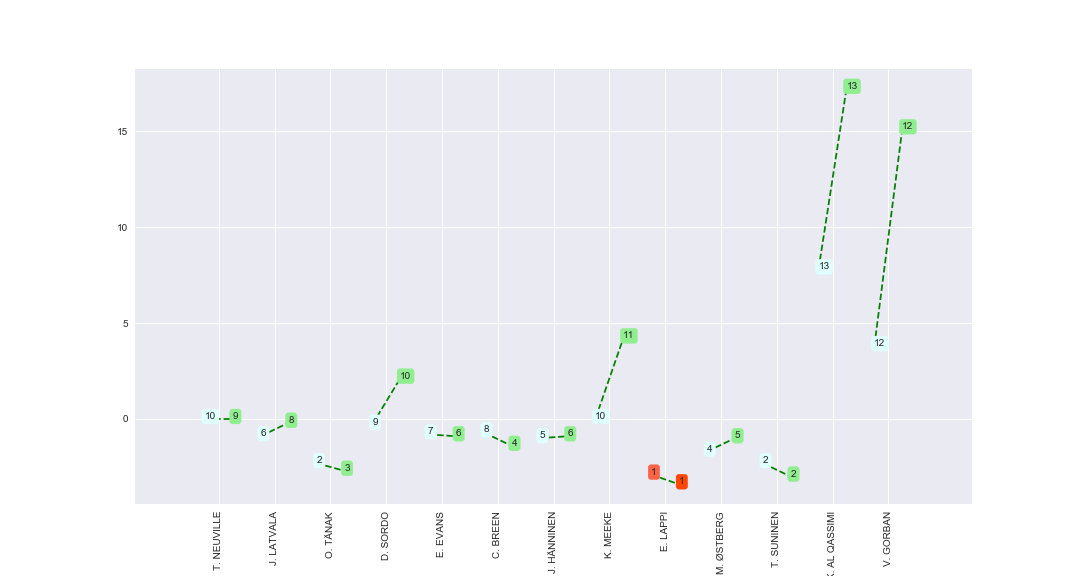 15
10
5
0
10 9
6 8
2 3
9 10
7 6
8 4
5 6
10 11
1 1
4 5
2 2
13 13
12 12
T. NEUVILLE
J. LATVALA
O. TÄNAK
D. SORDO
E. EVANS
C. BREEN
J. HÄNNINEN
K. MEEKE
E. LAPPI
M. ØSTBERG
T. SUNINEN
AL QASSIMI
V. GORBAN